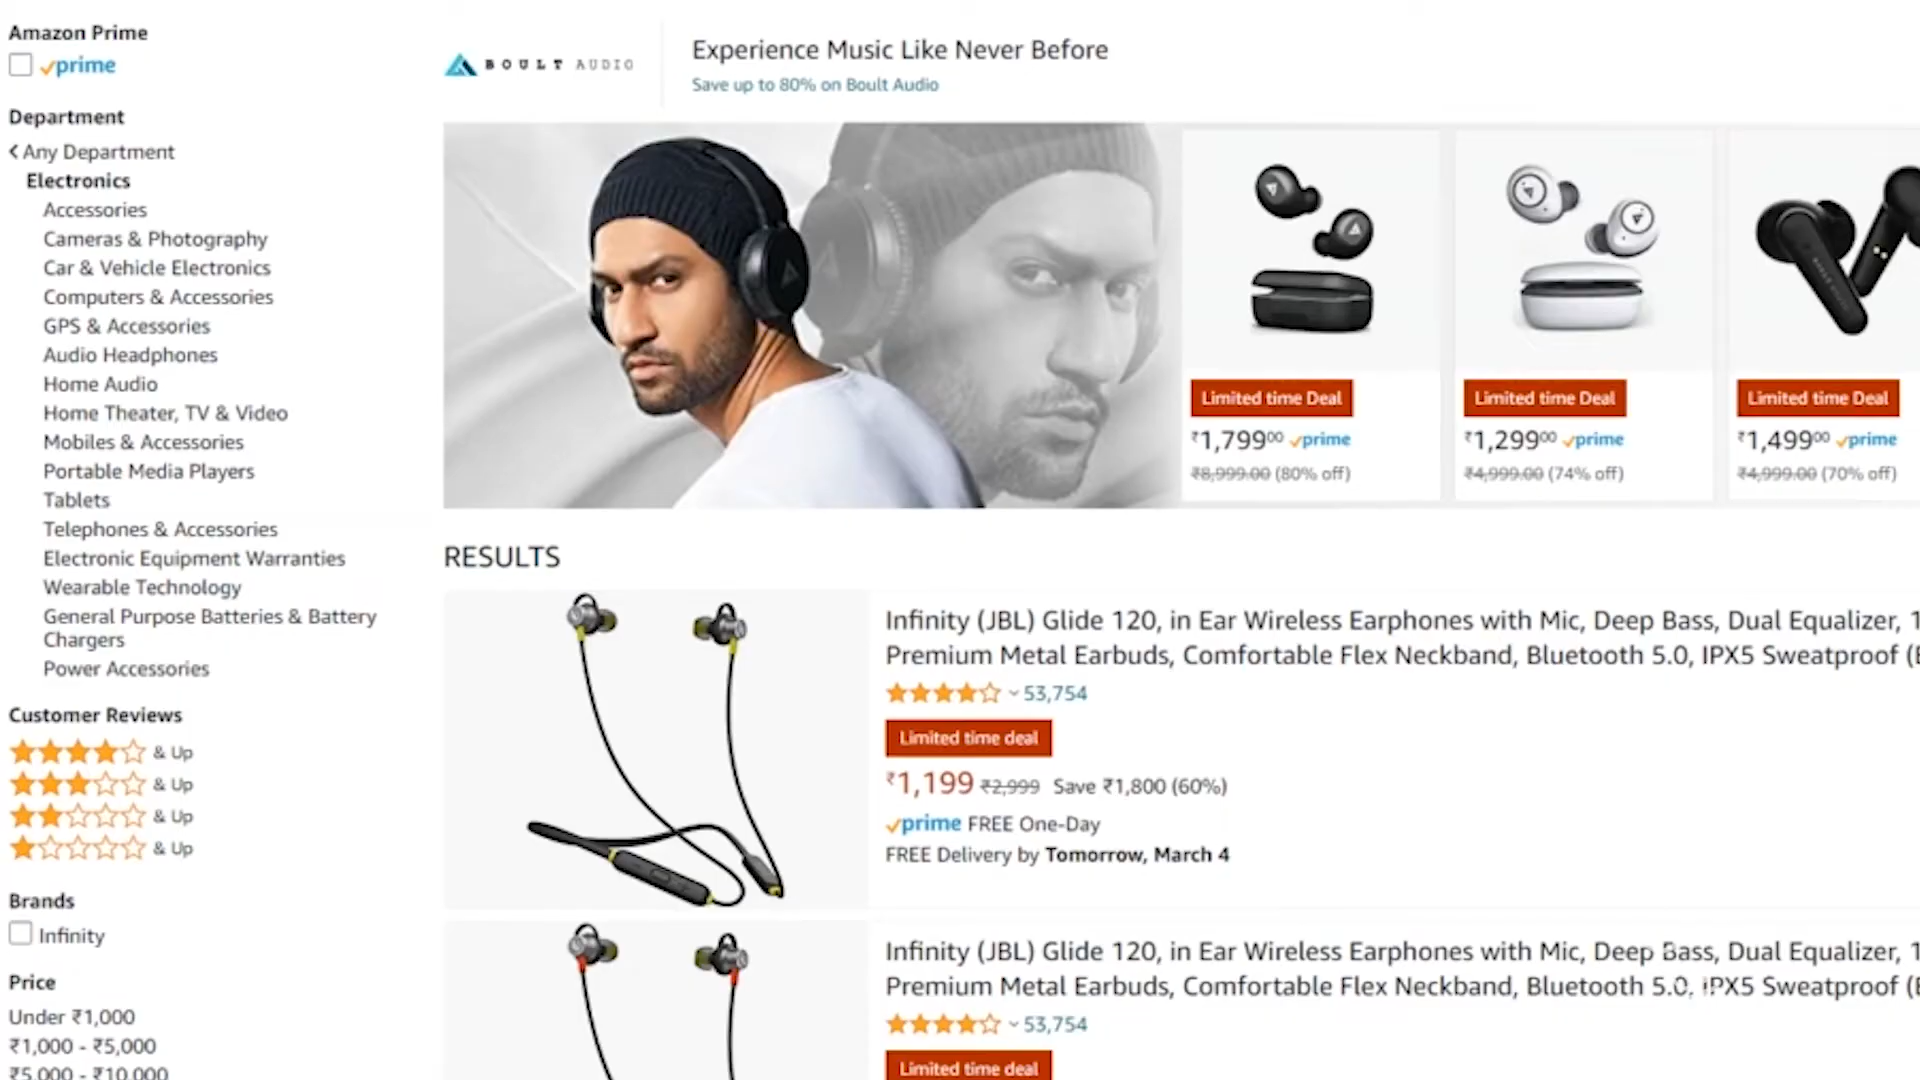 Amazon Prime
prime
Department
Any Department
Electronics
Accessories
Cameras & Photography
Car & Vehicle Electronics
Computers & Accessories
GPS & Accessories
Audio Headphones
Home Audio
Home Theater, TV & Video
Mobiles & Accessories
Portable Media Players
Tablets
Telephones & Accessories
Electronic Equipment Warranties
Wearable Technology
General Purpose Batteries & Battery
Chargers
Power Accessories
Customer Reviews
& Up
& Up
& Up
& Up
Brands
Infinity
Price
Under ₹1,000
₹1,000 - ₹5,000
₹5,000 - ₹10,000
BOULT AUDIO
Experience Music Like Never Before
Save up to 80% on Boult Audio
Limited time Deal
₹1,79900 prime
₹8,999.00 (80% off)
Limited time Deal
₹1,29900 prime
₹4,999.00 (74% off)
Limited time Deal
₹1,49900 prime
₹4,999.00 (70% off)
RESULTS
Infinity (JBL) Glide 120, in Ear Wireless Earphones with Mic, Deep Bass, Dual Equalizer,
Premium Metal Earbuds, Comfortable Flex Neckband, Bluetooth 5.0, IPX5 Sweatproof
53,754
Limited time deal
₹1,199 ₹2,999 Save ₹1,800 (60%)
prime FREE One-Day
FREE Delivery by Tomorrow, March 4
Infinity (JBL) Glide 120, in Ear Wireless Earphones with Mic, Deep Bass, Dual Equalizer,
Premium Metal Earbuds, Comfortable Flex Neckband, Bluetooth 5.0, IPX5 Sweatproof
53,754
Limited time deal